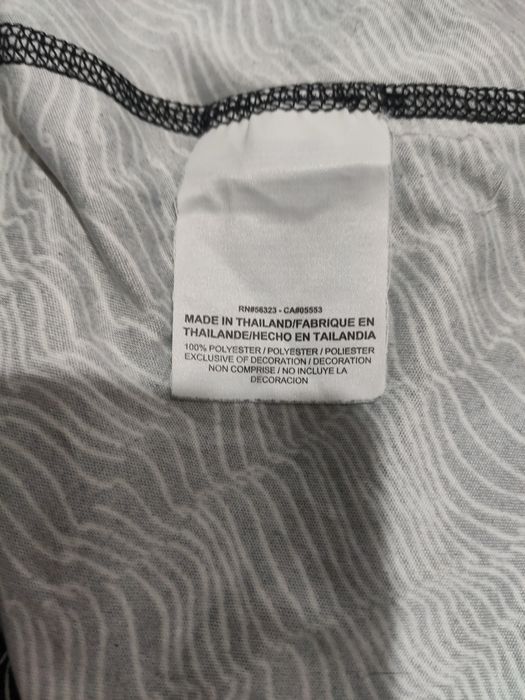 RN#56323 - CA#05553
MADE IN THAILAND/FABRIQUE EN
THAILANDE/HECHO EN TAILANDIA
100% POLYESTER / POLYESTER / POLIESTER
EXCLUSIVE OF DECORATION / DECORATION
NON COMPRISE / NO INCLUYE LA
DECORACION